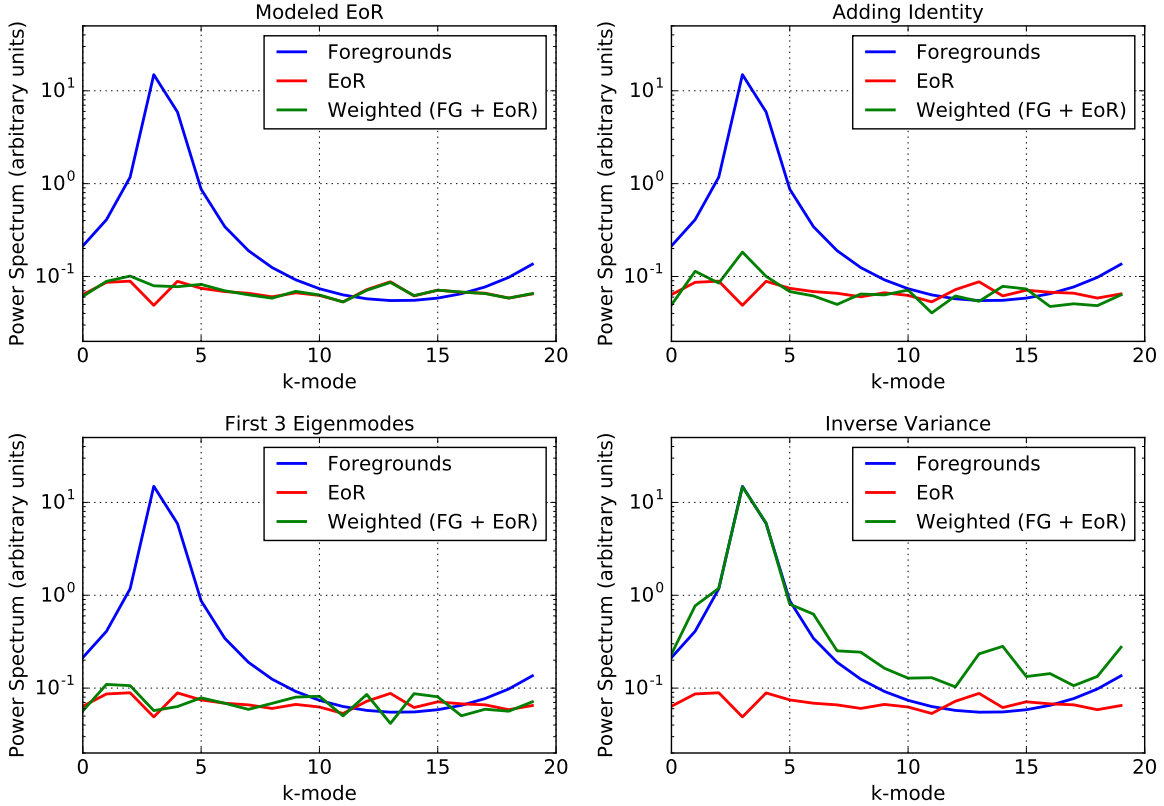 Modeled EoR
Power Spectrum (arbitrary units)
10^1
10^0
10^-1
Foregrounds
EoR
Weighted (FG + EoR)
0 5 10 15 20
k-mode
Adding Identity
Power Spectrum (arbitrary units)
10^1
10^0
10^-1
Foregrounds
EoR
Weighted (FG + EoR)
0 5 10 15 20
k-mode
First 3 Eigenmodes
Power Spectrum (arbitrary units)
10^1
10^0
10^-1
Foregrounds
EoR
Weighted (FG + EoR)
0 5 10 15 20
k-mode
Inverse Variance
Power Spectrum (arbitrary units)
10^1
10^0
10^-1
Foregrounds
EoR
Weighted (FG + EoR)
0 5 10 15 20
k-mode